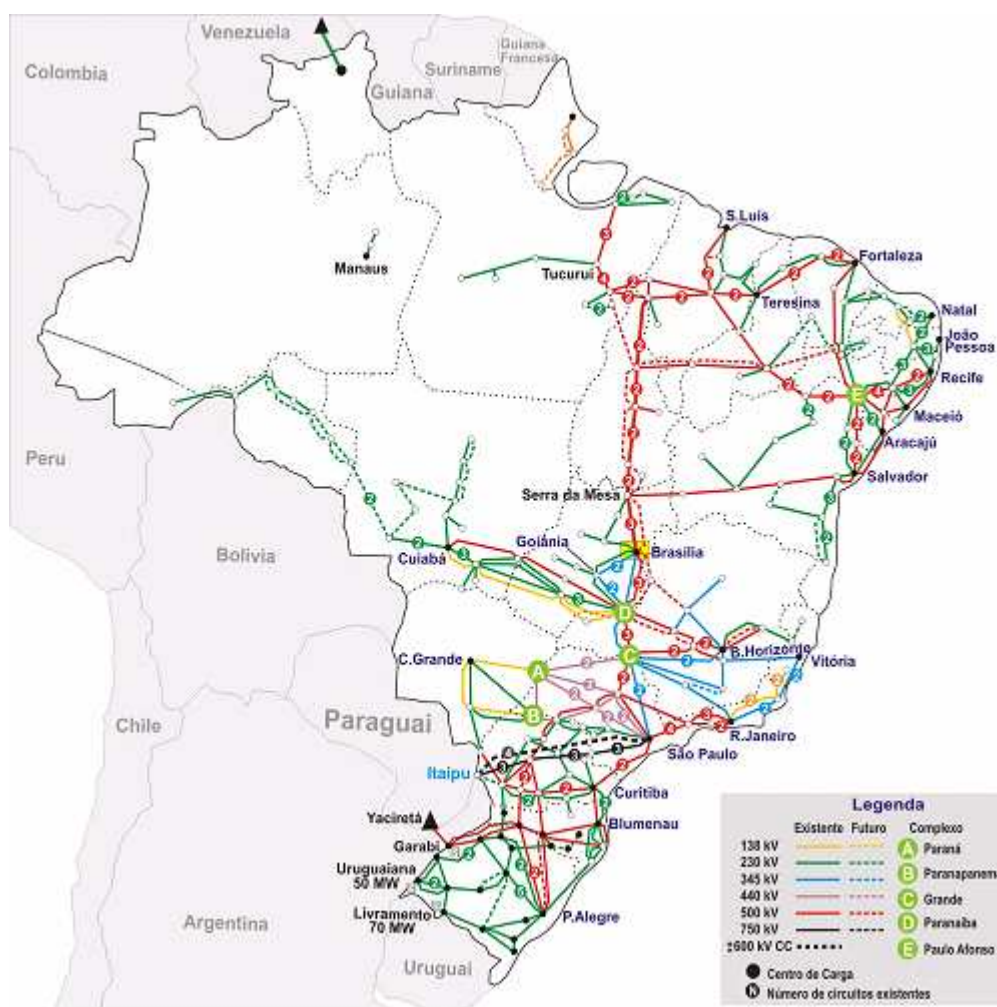 Venezuela
Guiana
Francesa
Suriname
Colombia
Guiana
S.Luis
Manaus
Tucurui
Fortaleza
Teresina
Natal
João
Pessoa
Recife
E
Maceió
Aracajú
Peru
Salvador
Serra da Mesa
Bolivia
Goiânia
Brasília
Cuiabá
D
B.Horizonte
C
Vitória
C.Grande
A
B
Chile
Paraguai
R.Janeiro
São Paulo
Itaipu
Curitiba
Yaciretá
Blumenau
Garabi
Uruguaiana
50 MW
Livramento
70 MW
P.Alegre
Argentina
Uruguai
Legenda
Existente Futuro Complexo
138 kV A Paraná
230 kV
345 kV B Paranapanem
440 kV C Grande
500 kV D Paranaíba
750 kV
±600 kV CC E Paulo Afonso
Centro de Carga
N Número de circuitos existentes